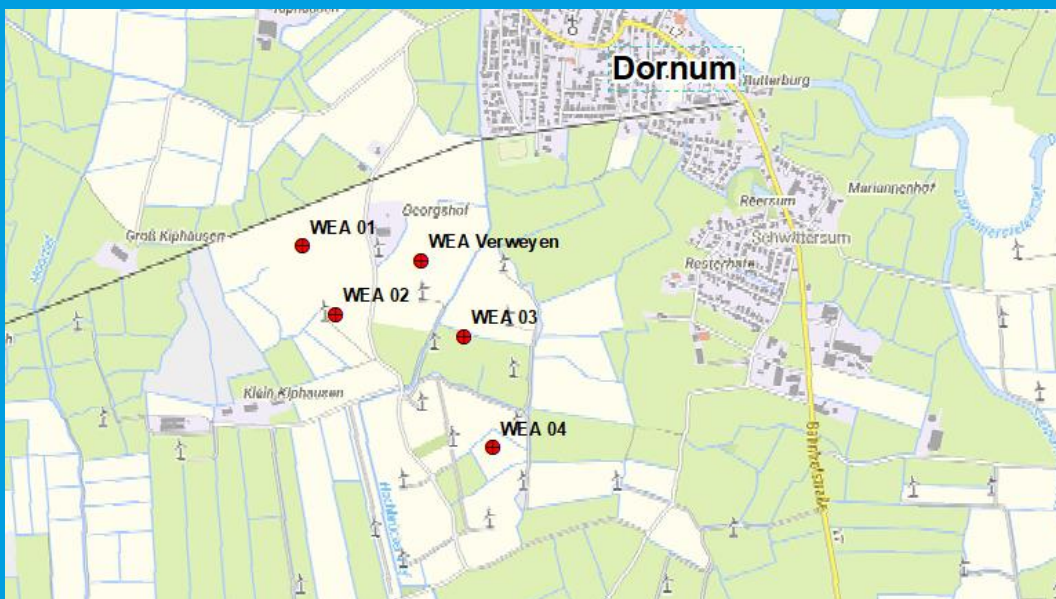 Dornum
Mariannenhof
Reersum
Schwittersum
Georgshof
WEA 01
WEA Verweyen
Groß Kiphausen
Resterhafe
WEA 02
WEA 03
Klein Kiphausen
WEA 04
Bahnhofstraße